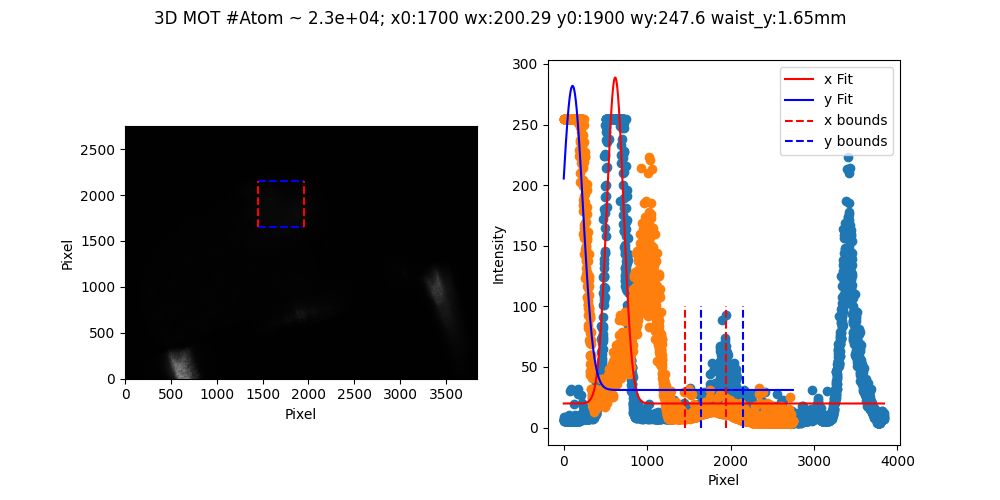 3D MOT #Atom ~ 2.3e+04; x0:1700 wx:200.29 y0:1900 wy:247.6 waist_y:1.65mm
2500
2000
1500
1000
500
0
Pixel
0 500 1000 1500 2000 2500 3000 3500
Pixel
300
250
200
150
100
50
0
Intensity
0 1000 2000 3000 4000
Pixel
x Fit
y Fit
x bounds
y bounds